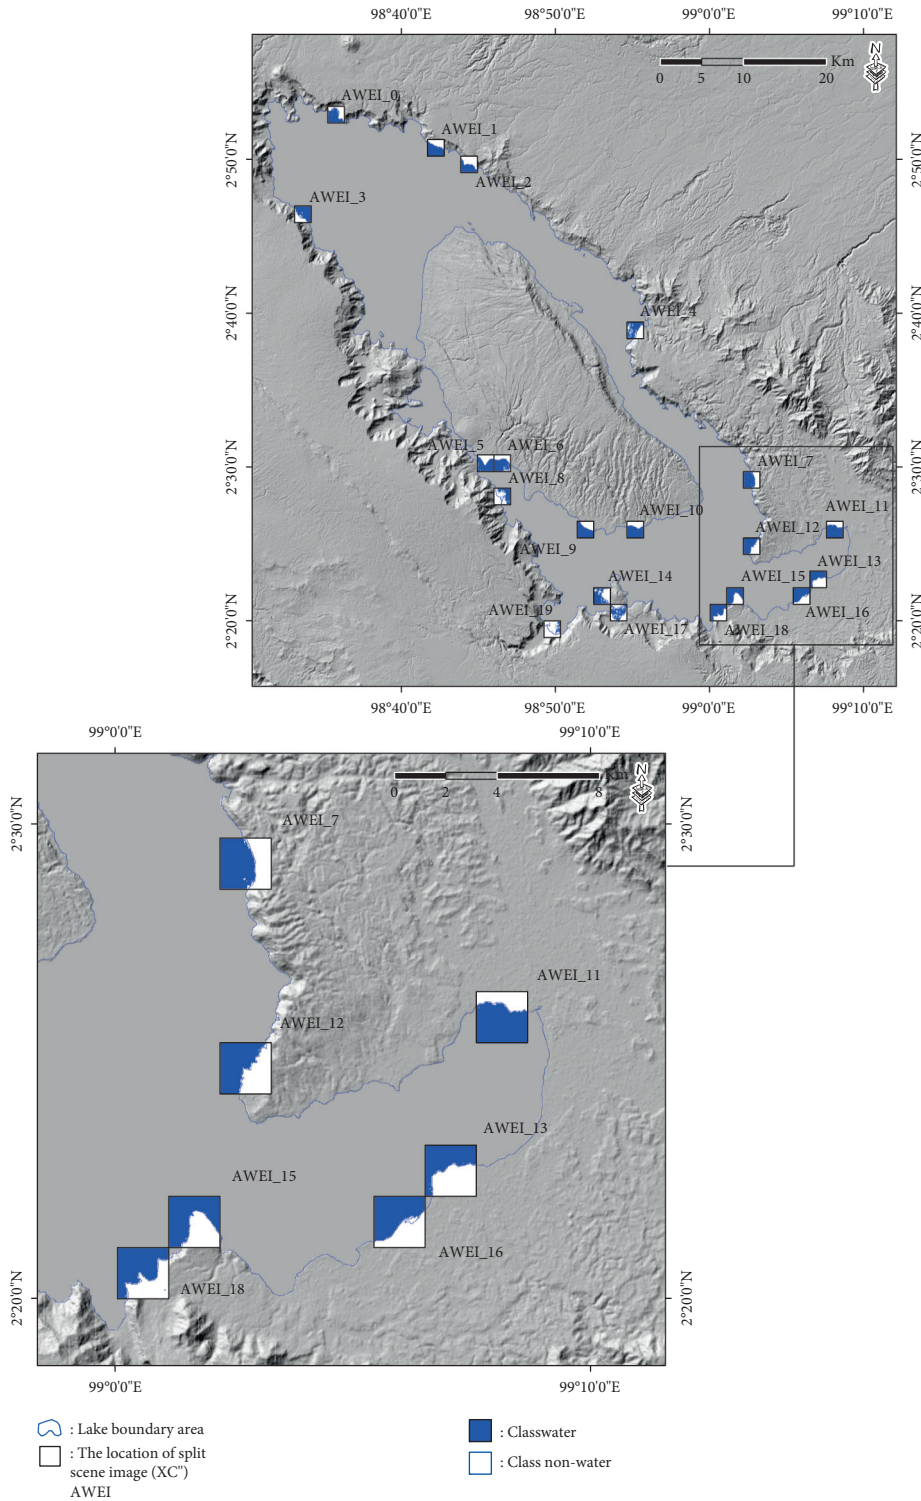 98°40'0"E
98°50'0"E
99°0'0"E
99°10'0"E
N
Km
0
5
10
20
AWEI_0
AWEI_1
AWEI_2
2°50'0"N
2°50'0"N
AWEI_3
AWEI_4
2°40'0"N
2°40'0"N
AWEI_5
AWEI_6
AWEI_7
2°30'0"N
2°30'0"N
AWEI_8
AWEI_10
AWEI_11
AWEI_12
AWEI_9
AWEI_13
AWEI_14
AWEI_15
AWEI_19
AWEI_16
AWEI_17
AWEI_18
2°20'0"N
2°20'0"N
98°40'0"E
98°50'0"E
99°0'0"E
99°10'0"E
99°0'0"E
99°10'0"E
N
Km
0
2
4
8
AWEI_7
2°30'0"N
2°30'0"N
AWEI_11
AWEI_12
AWEI_13
AWEI_15
AWEI_16
AWEI_18
2°20'0"N
2°20'0"N
99°0'0"E
99°10'0"E
: Lake boundary area
: The location of split
scene image (XC")
AWEI
: Classwater
: Class non-water